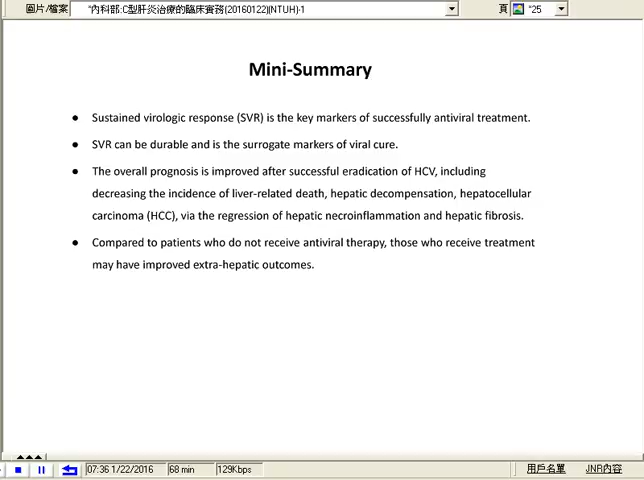 圖片/檔案 "內科部:C型肝炎治療的臨床實務(20160122)(NTUH)-1 頁 "25
Mini-Summary
● Sustained virologic response (SVR) is the key markers of successfully antiviral treatment.
● SVR can be durable and is the surrogate markers of viral cure.
● The overall prognosis is improved after successful eradication of HCV, including
decreasing the incidence of liver-related death, hepatic decompensation, hepatocellular
carcinoma (HCC), via the regression of hepatic necroinflammation and hepatic fibrosis.
● Compared to patients who do not receive antiviral therapy, those who receive treatment
may have improved extra-hepatic outcomes.
07:36 1/22/2016 68 min 129Kbps 用戶名單 JNR內容